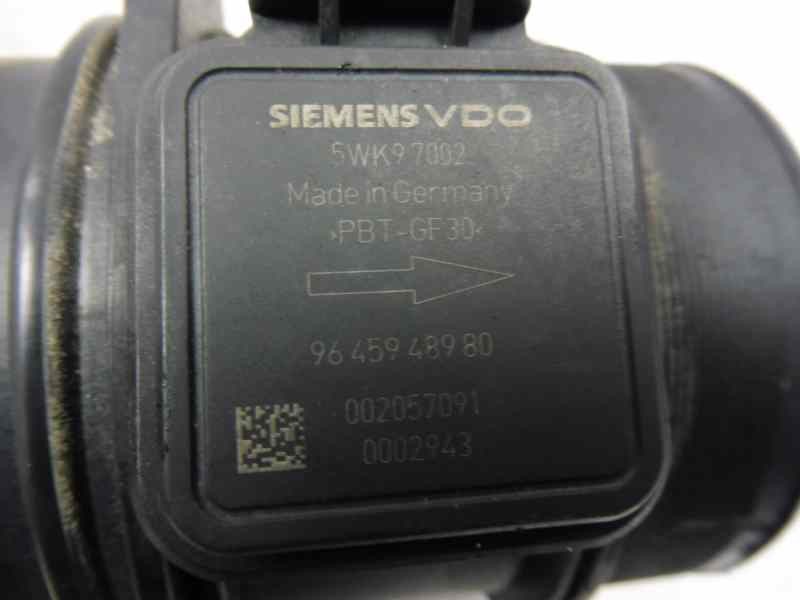 SIEMENS VDO
5WK9 7002
Made in Germany
>PBT-GF30<
96 459 489 80
002057091
0002943